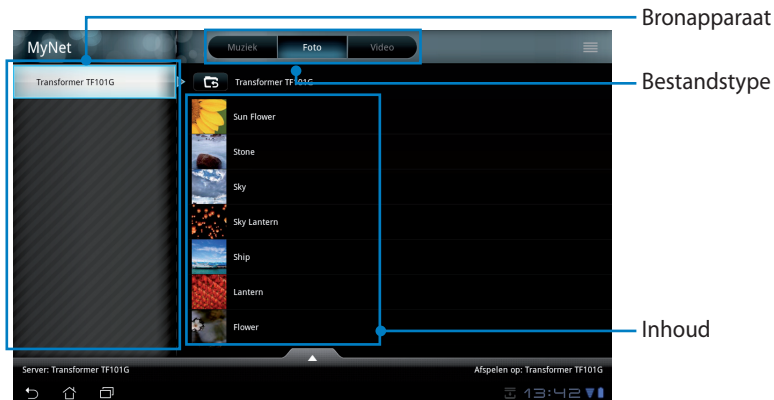 Bronapparaat
MyNet
Muziek Foto Video
Transformer TF101G
Transformer TF101G
Bestandstype
Sun Flower
Stone
Sky
Sky Lantern
Ship
Lantern
Flower
Inhoud
Server: Transformer TF101G
Afspelen op: Transformer TF101G
13:42